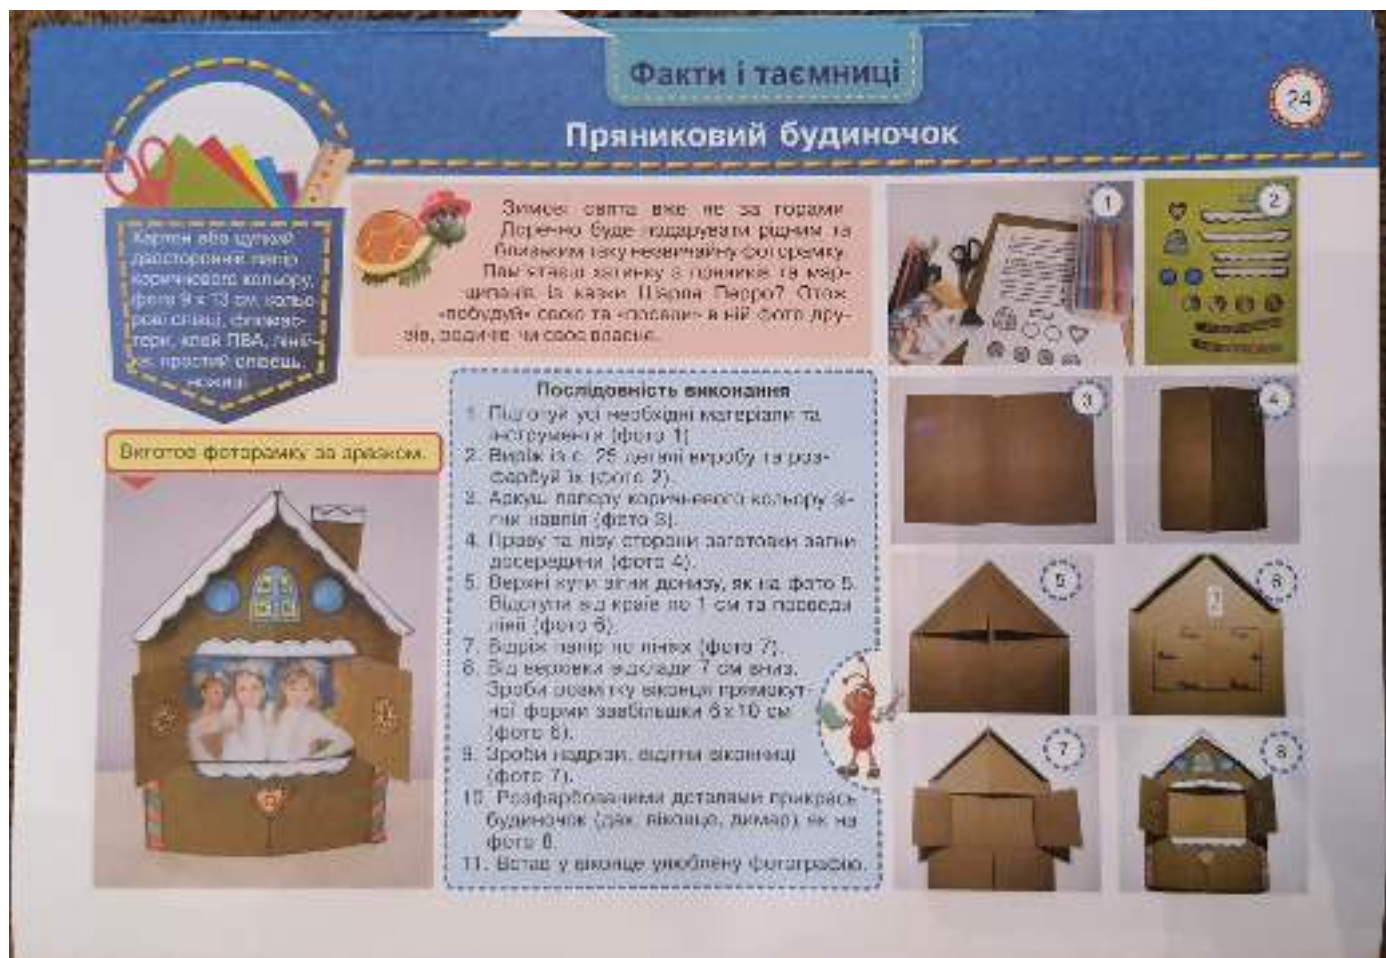 Факти і таємниці
24
Пряниковий будиночок
Картон або цупкий
двосторонній папір
коричневого кольору,
фото 9 х 13 см, кольо-
рові олівці, фломас-
тери, клей ПВА, ліній-
ка, простий олівець,
ножиці.
Зимові свята вже не за горами.
Доречно буде подарувати рідним та
близьким таку незвичайну фоторамку.
Пам'ятаєш хатинку з пряників та мар-
ципанів із казки Шарля Перро? Отож
«побудуй» свою та «посели» в ній фото дру-
зів, родичів чи своє власне.
Виготов фоторамку за зразком.
Послідовність виконання
1. Підготуй усі необхідні матеріали та
інструменти (фото 1).
2. Виріж із с. 25 деталі виробу та роз-
фарбуй їх (фото 2).
3. Аркуш паперу коричневого кольору зі-
гни навпіл (фото 3).
4. Праву та ліву сторони заготовки загни
досередини (фото 4).
5. Верхні кути зігни донизу, як на фото 5.
Відступи від країв по 1 см та проведи
лінії (фото 6).
7. Відріж папір по лініях (фото 7).
8. Від верхівки відклади 7 см вниз.
Зроби розмітку віконця прямокут-
ної форми завбільшки 6х10 см
(фото 6).
9. Зроби надрізи, відігни віконниці
(фото 7).
10. Розфарбованими деталями прикрась
будиночок (дах, віконце, димар), як на
фото 8.
11. Встав у віконце улюблену фотографію.
1
2
3
4
5
6
7
8